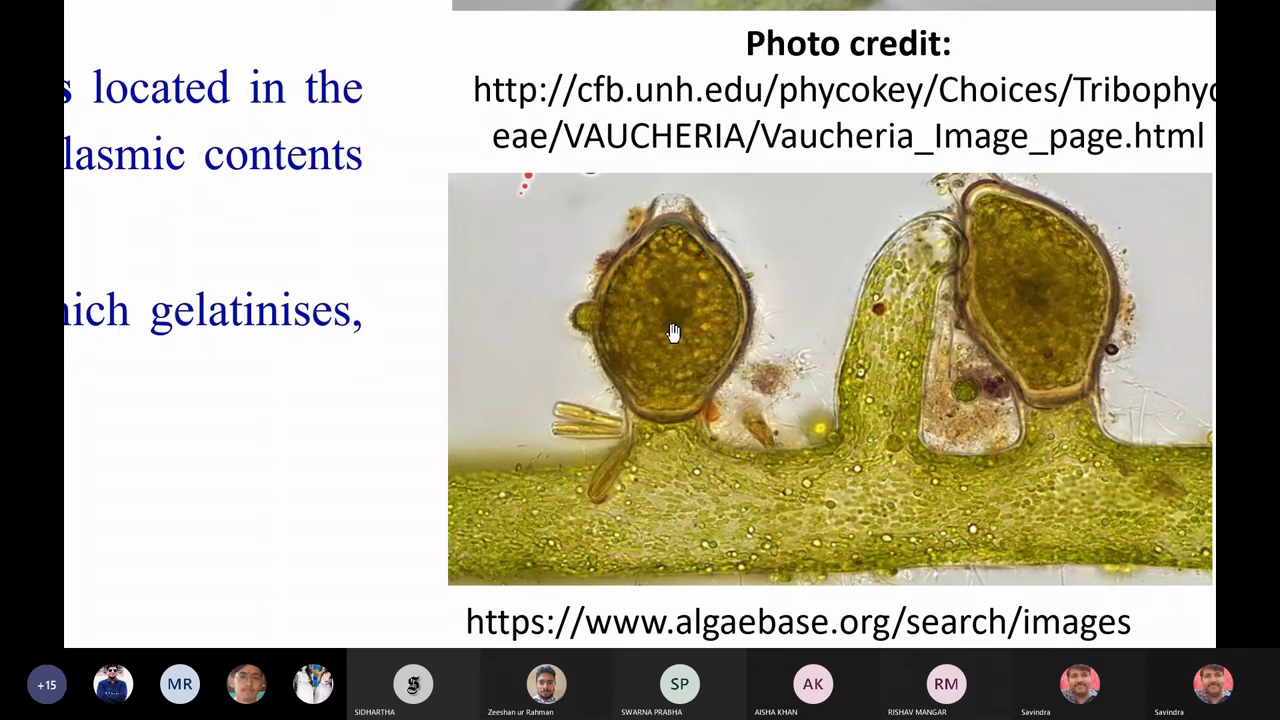 s located in the
lasmic contents
hich gelatinises,
Photo credit:
http://cfb.unh.edu/phycokey/Choices/Tribophyc
eae/VAUCHERIA/Vaucheria_Image_page.html
https://www.algaebase.org/search/images
+15
MR
SIDHARTHA
Zeeshan ur Rahman
SP
SWARNA PRABHA
AK
AISHA KHAN
RM
RISHAV MANGAR
Savindra
Savindra